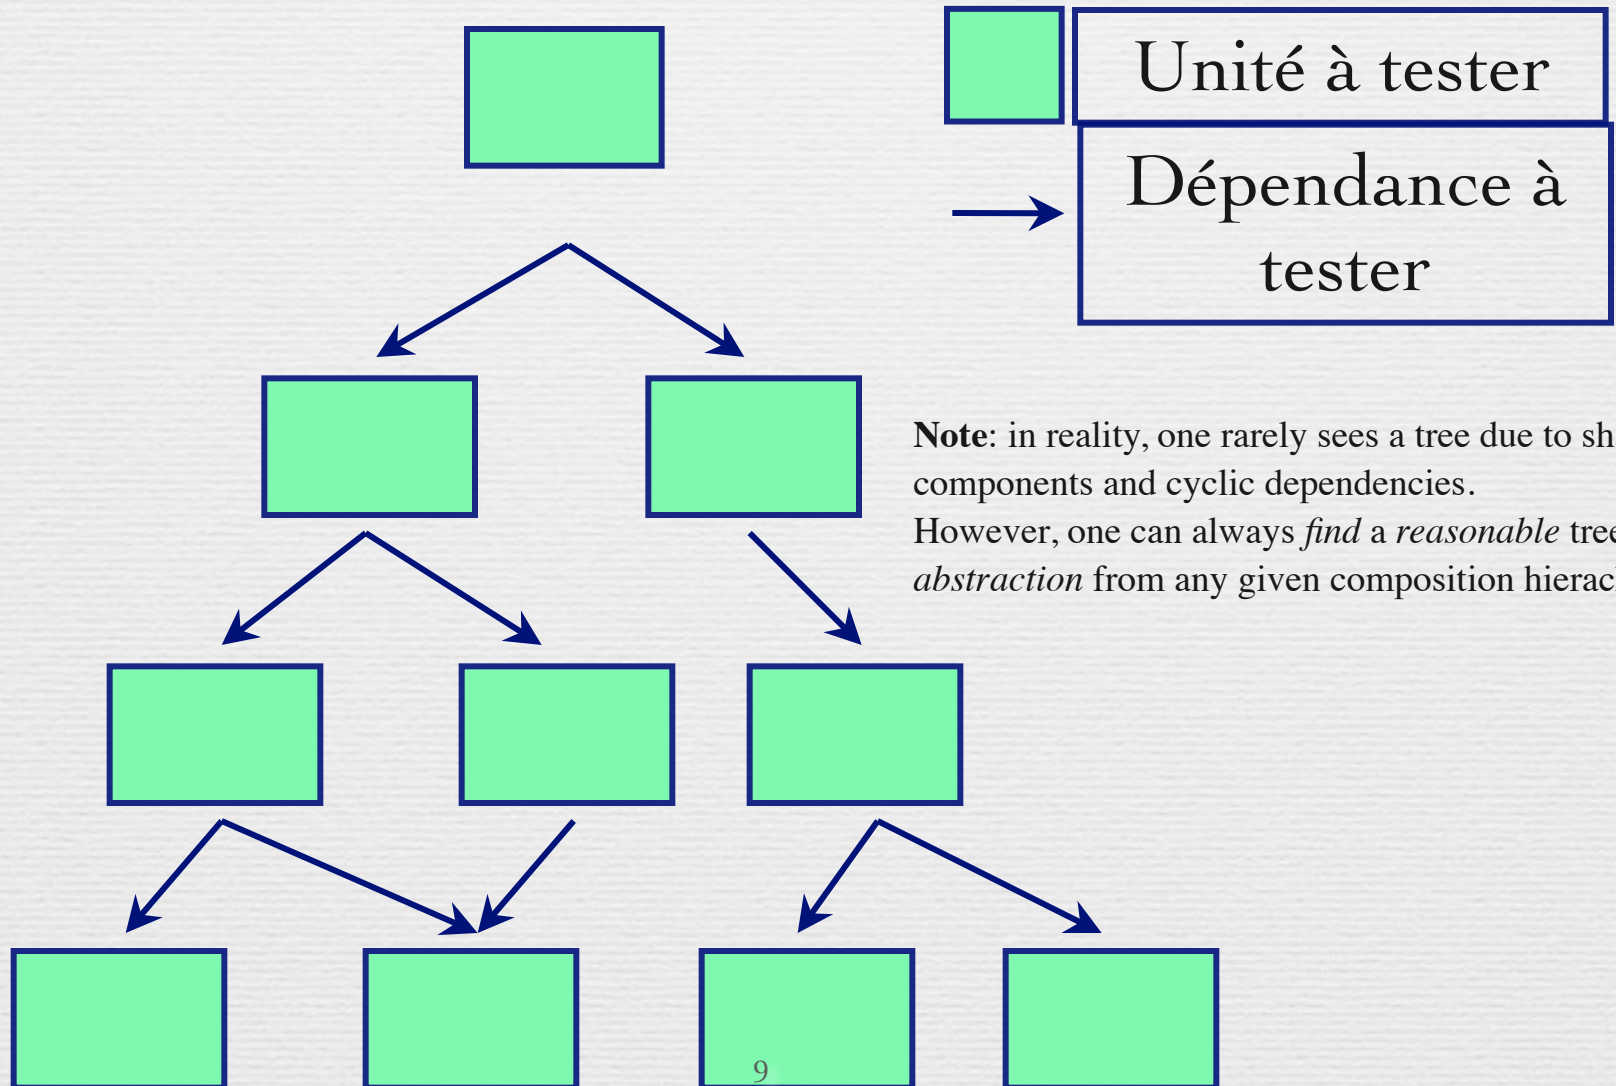 Unité à tester
Dépendance à
tester
Note: in reality, one rarely sees a tree due to sh
components and cyclic dependencies.
However, one can always find a reasonable tree
abstraction from any given composition hierac
9